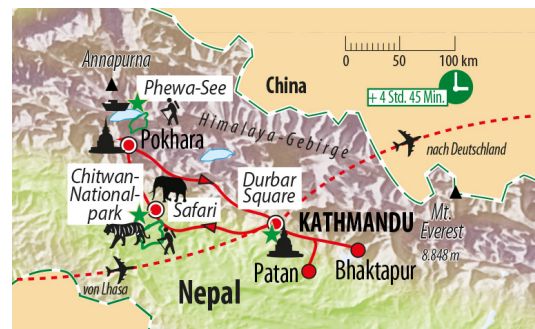 Annapurna
Phewa-See
China
0 50 100 km
+ 4 Std. 45 Min.
Himalaya-Gebirge
nach Deutschland
Pokhara
Chitwan-
National-
park
Safari
Durbar
Square
KATHMANDU
Mt.
Everest
8.848 m
Patan
Bhaktapur
von Lhasa
Nepal